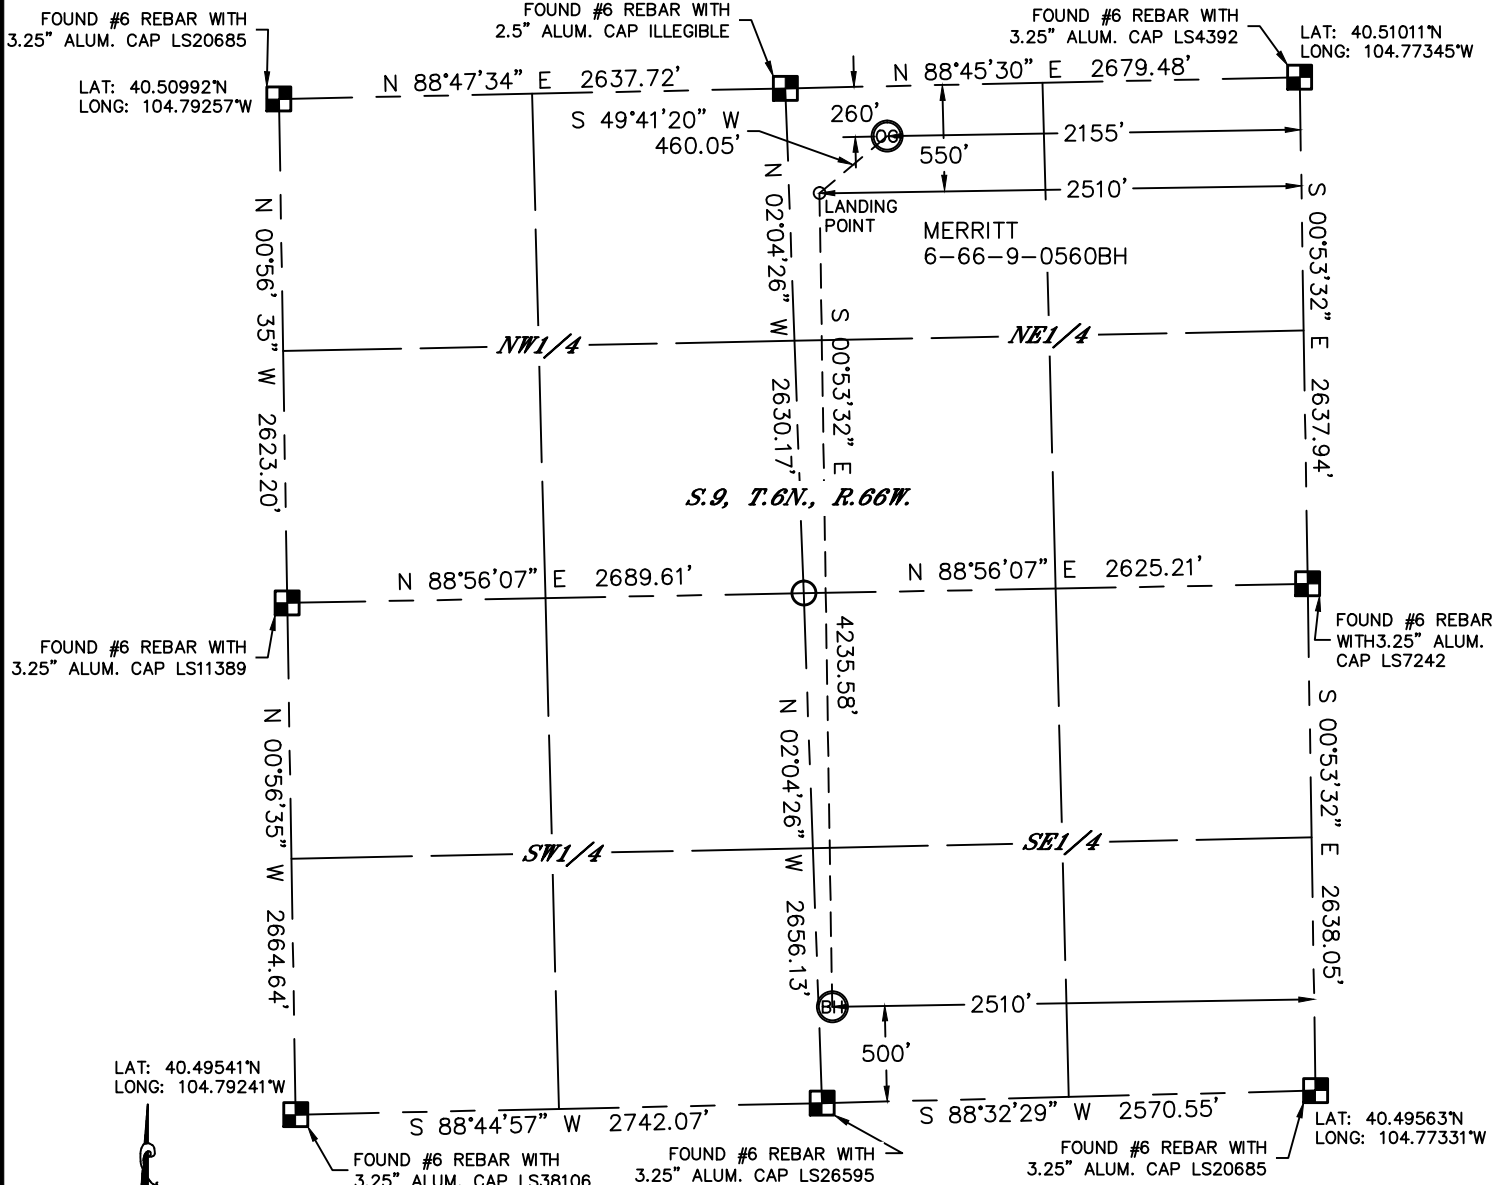 FOUND #6 REBAR WITH
3.25" ALUM. CAP LS20685
FOUND #6 REBAR WITH
2.5" ALUM. CAP ILLEGIBLE
FOUND #6 REBAR WITH
3.25" ALUM. CAP LS4392
LAT: 40.51011°N
LONG: 104.77345°W
LAT: 40.50992°N
LONG: 104.79257°W
N 88°47'34" E 2637.72'
N 88°45'30" E 2679.48'
S 49°41'20" W
460.05'
260'
OG
2155'
550'
2510'
LANDING
POINT
MERRITT
6-66-9-0560BH
N 00°56' 35" W 2623.20'
N 02°04'26" W 2630.17'
S 00°53'32" E 4235.58'
S 00°53'32" E 2637.94'
NW1/4
NE1/4
S.9, T.6N., R.66W.
N 88°56'07" E 2689.61'
N 88°56'07" E 2625.21'
FOUND #6 REBAR WITH
3.25" ALUM. CAP LS11389
FOUND #6 REBAR
WITH3.25" ALUM.
CAP LS7242
N 00°56'35" W 2664.64'
N 02°04'26" W 2656.13'
S 00°53'32" E 2638.05'
SW1/4
SE1/4
BH
2510'
500'
LAT: 40.49541°N
LONG: 104.79241°W
S 88°44'57" W 2742.07'
S 88°32'29" W 2570.55'
LAT: 40.49563°N
LONG: 104.77331°W
FOUND #6 REBAR WITH
3.25" ALUM. CAP LS38106
FOUND #6 REBAR WITH
3.25" ALUM. CAP LS26595
FOUND #6 REBAR WITH
3.25" ALUM. CAP LS20685